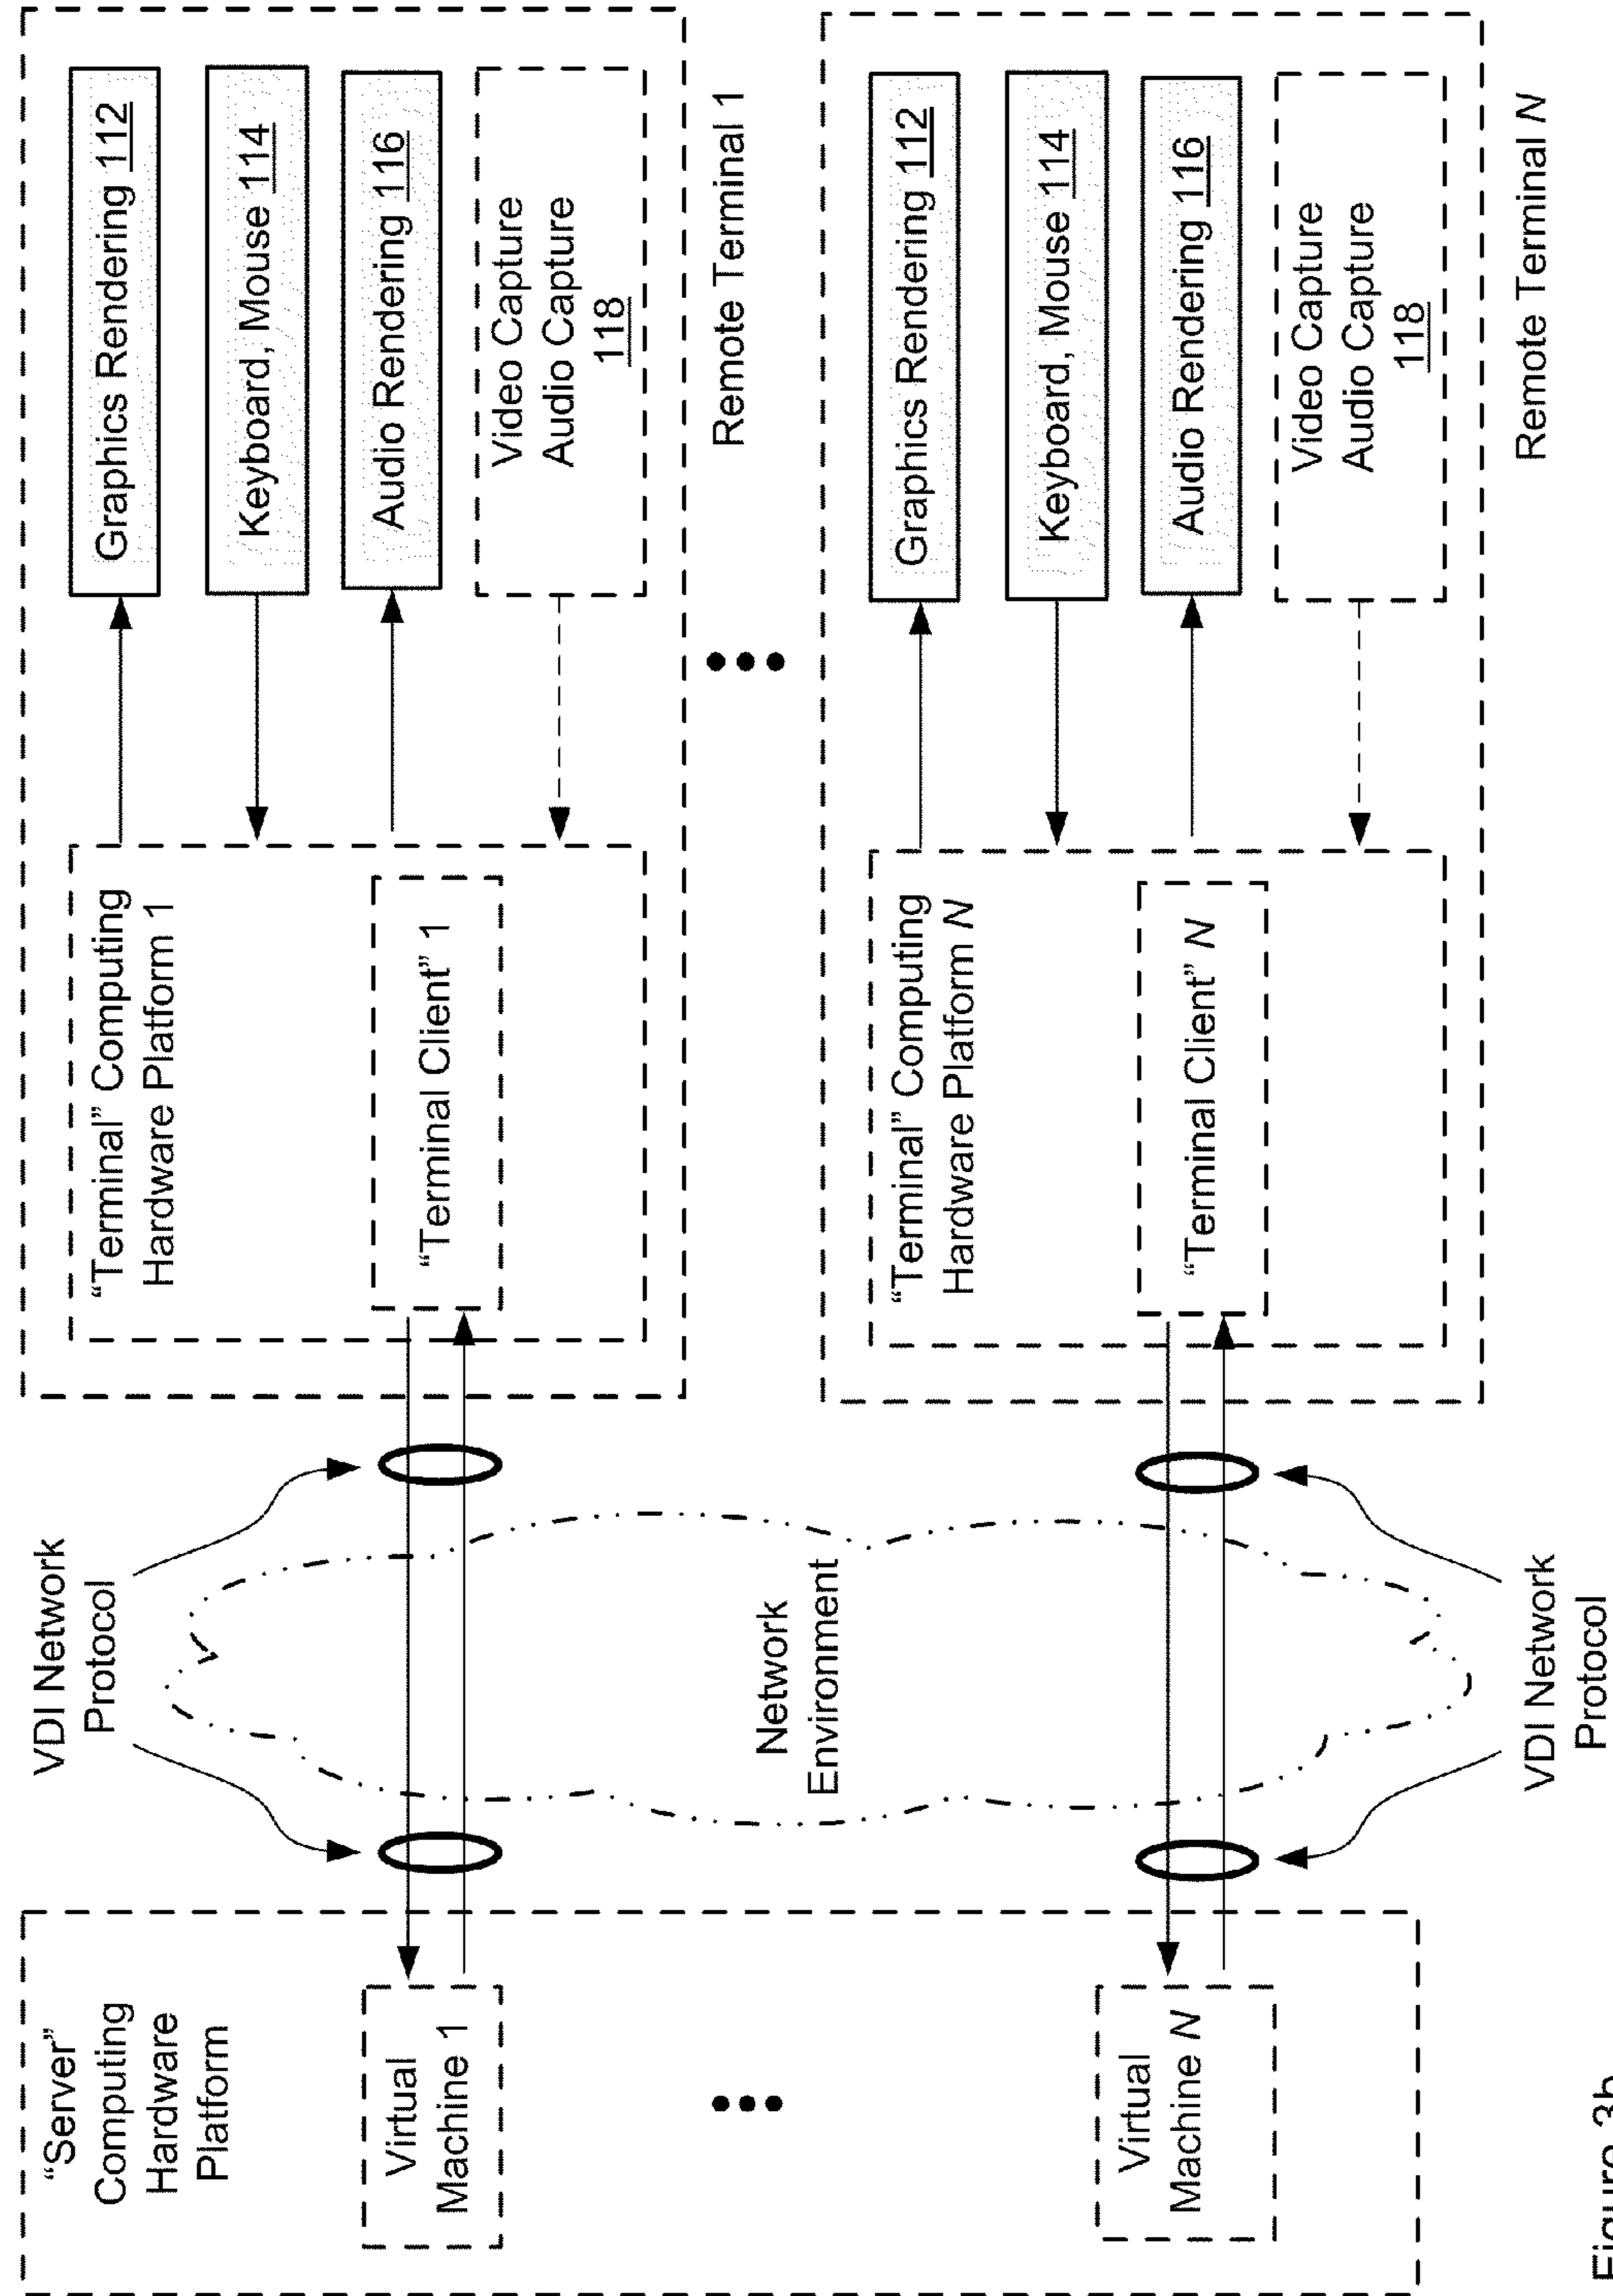 “Server”
Computing
Hardware
Platform
Virtual
Machine 1
Virtual
Machine N
VDI Network
Protocol
Network
Environment
VDI Network
Protocol
“Terminal” Computing
Hardware Platform 1
“Terminal Client” 1
Graphics Rendering 112
Keyboard, Mouse 114
Audio Rendering 116
Video Capture
Audio Capture
118
Remote Terminal 1
“Terminal” Computing
Hardware Platform N
“Terminal Client” N
Graphics Rendering 112
Keyboard, Mouse 114
Audio Rendering 116
Video Capture
Audio Capture
118
Remote Terminal N
Figure 3b